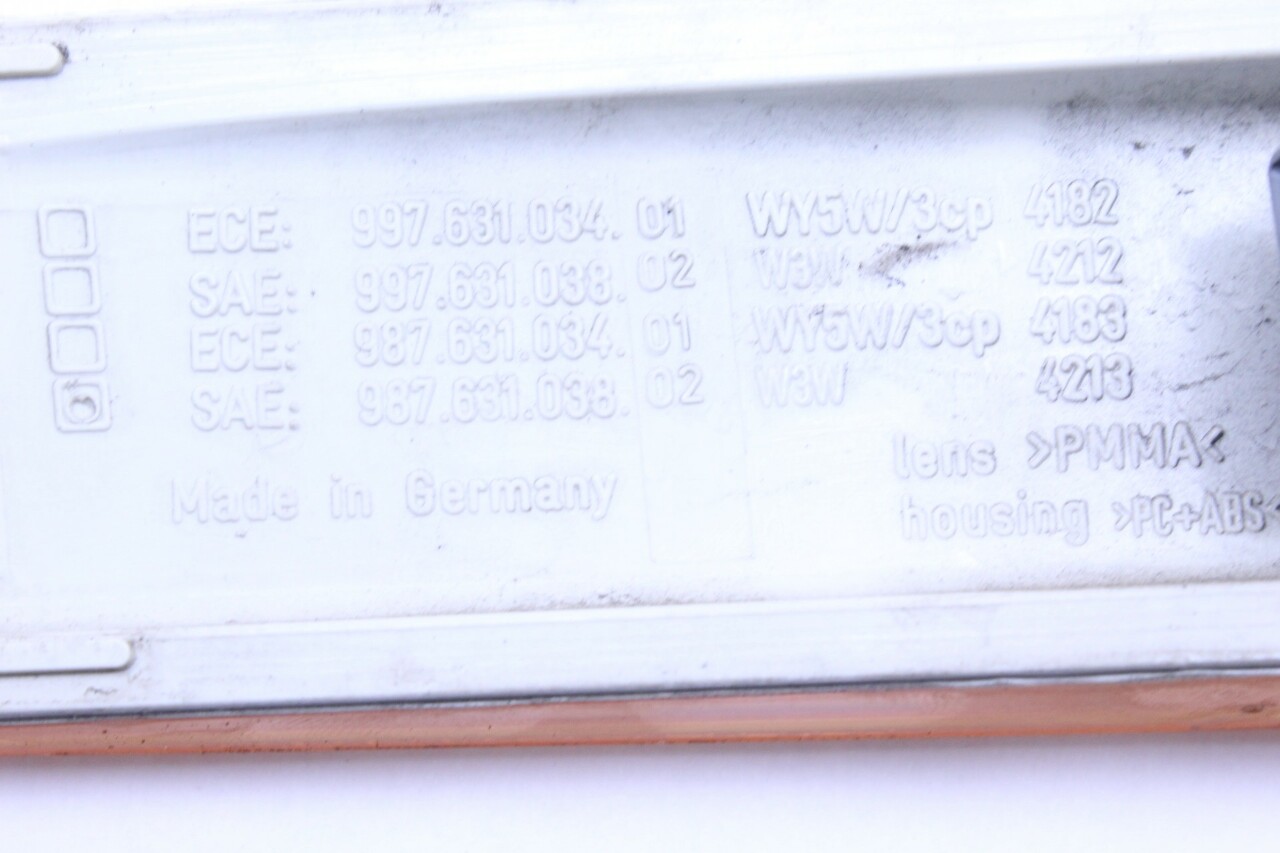 ECE: 997.631.034. 01 WY5W/3cp 4182
SAE: 997.631.038. 02 W3W 4212
ECE: 987.631.034. 01 WY5W/3cp 4183
SAE: 987.631.038. 02 W3W 4213
lens >PMMA<
Made in Germany
housing >PC+ABS<